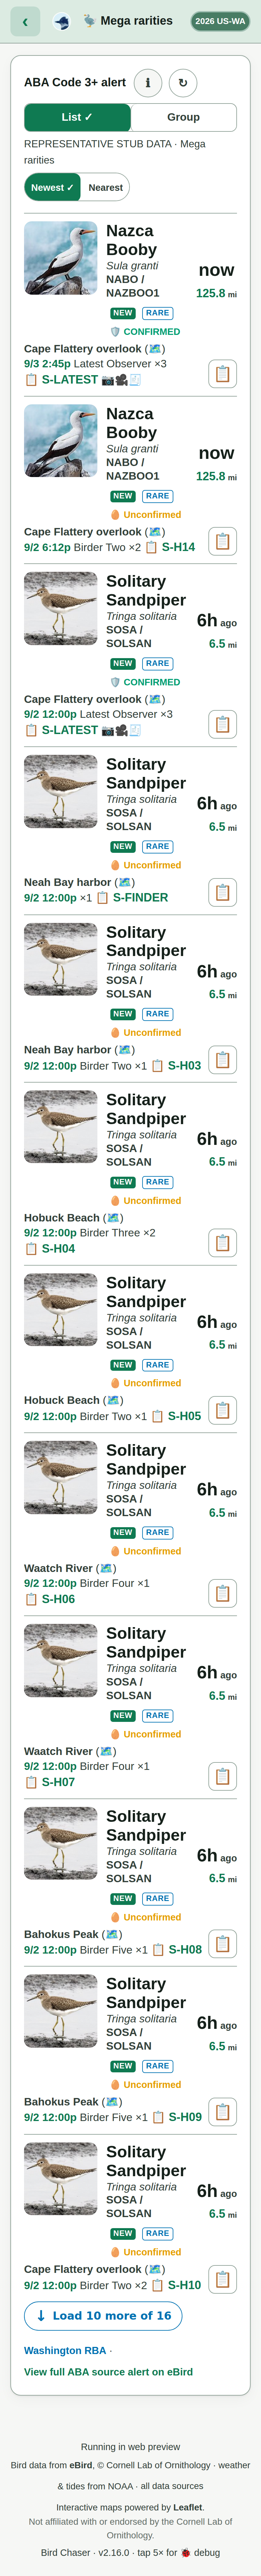 ‹ 🪿 Mega rarities 2026 US-WA
ABA Code 3+ alert ℹ ↻
List ✓ Group
REPRESENTATIVE STUB DATA · Mega
rarities
Newest ✓ Nearest
Nazca
Booby
Sula granti
NABO /
NAZBOO1
now
125.8 mi
NEW RARE
🛡️ CONFIRMED
Cape Flattery overlook (🗺️)
9/3 2:45p Latest Observer ×3
📋 S-LATEST 📷🎥🧾
📋
Nazca
Booby
Sula granti
NABO /
NAZBOO1
now
125.8 mi
NEW RARE
🥚 Unconfirmed
Cape Flattery overlook (🗺️)
9/2 6:12p Birder Two ×2 📋 S-H14
📋
Solitary
Sandpiper
Tringa solitaria
SOSA /
SOLSAN
6h ago
6.5 mi
NEW RARE
🛡️ CONFIRMED
Cape Flattery overlook (🗺️)
9/2 12:00p Latest Observer ×3
📋 S-LATEST 📷🎥🧾
📋
Solitary
Sandpiper
Tringa solitaria
SOSA /
SOLSAN
6h ago
6.5 mi
NEW RARE
🥚 Unconfirmed
Neah Bay harbor (🗺️)
9/2 12:00p ×1 📋 S-FINDER
📋
Solitary
Sandpiper
Tringa solitaria
SOSA /
SOLSAN
6h ago
6.5 mi
NEW RARE
🥚 Unconfirmed
Neah Bay harbor (🗺️)
9/2 12:00p Birder Two ×1 📋 S-H03
📋
Solitary
Sandpiper
Tringa solitaria
SOSA /
SOLSAN
6h ago
6.5 mi
NEW RARE
🥚 Unconfirmed
Hobuck Beach (🗺️)
9/2 12:00p Birder Three ×2
📋 S-H04
📋
Solitary
Sandpiper
Tringa solitaria
SOSA /
SOLSAN
6h ago
6.5 mi
NEW RARE
🥚 Unconfirmed
Hobuck Beach (🗺️)
9/2 12:00p Birder Two ×1 📋 S-H05
📋
Solitary
Sandpiper
Tringa solitaria
SOSA /
SOLSAN
6h ago
6.5 mi
NEW RARE
🥚 Unconfirmed
Waatch River (🗺️)
9/2 12:00p Birder Four ×1
📋 S-H06
📋
Solitary
Sandpiper
Tringa solitaria
SOSA /
SOLSAN
6h ago
6.5 mi
NEW RARE
🥚 Unconfirmed
Waatch River (🗺️)
9/2 12:00p Birder Four ×1
📋 S-H07
📋
Solitary
Sandpiper
Tringa solitaria
SOSA /
SOLSAN
6h ago
6.5 mi
NEW RARE
🥚 Unconfirmed
Bahokus Peak (🗺️)
9/2 12:00p Birder Five ×1 📋 S-H08
📋
Solitary
Sandpiper
Tringa solitaria
SOSA /
SOLSAN
6h ago
6.5 mi
NEW RARE
🥚 Unconfirmed
Bahokus Peak (🗺️)
9/2 12:00p Birder Five ×1 📋 S-H09
📋
Solitary
Sandpiper
Tringa solitaria
SOSA /
SOLSAN
6h ago
6.5 mi
NEW RARE
🥚 Unconfirmed
Cape Flattery overlook (🗺️)
9/2 12:00p Birder Two ×2 📋 S-H10
📋
↓ Load 10 more of 16
Washington RBA ·
View full ABA source alert on eBird
Running in web preview
Bird data from eBird, © Cornell Lab of Ornithology · weather
& tides from NOAA · all data sources
Interactive maps powered by Leaflet.
Not affiliated with or endorsed by the Cornell Lab of
Ornithology.
Bird Chaser · v2.16.0 · tap 5× for 🐞 debug